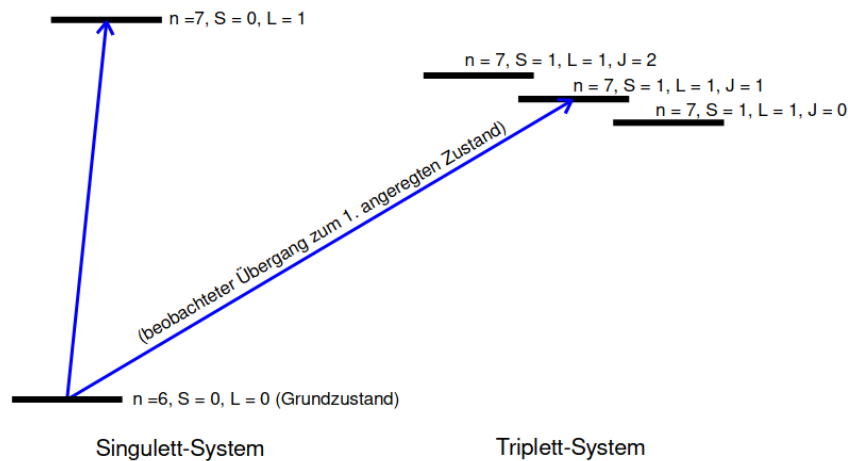 n =7, S = 0, L = 1
n = 7, S = 1, L = 1, J = 2
n = 7, S = 1, L = 1, J = 1
n = 7, S = 1, L = 1, J = 0
(beobachteter Übergang zum 1. angeregten Zustand)
n =6, S = 0, L = 0 (Grundzustand)
Singulett-System
Triplett-System